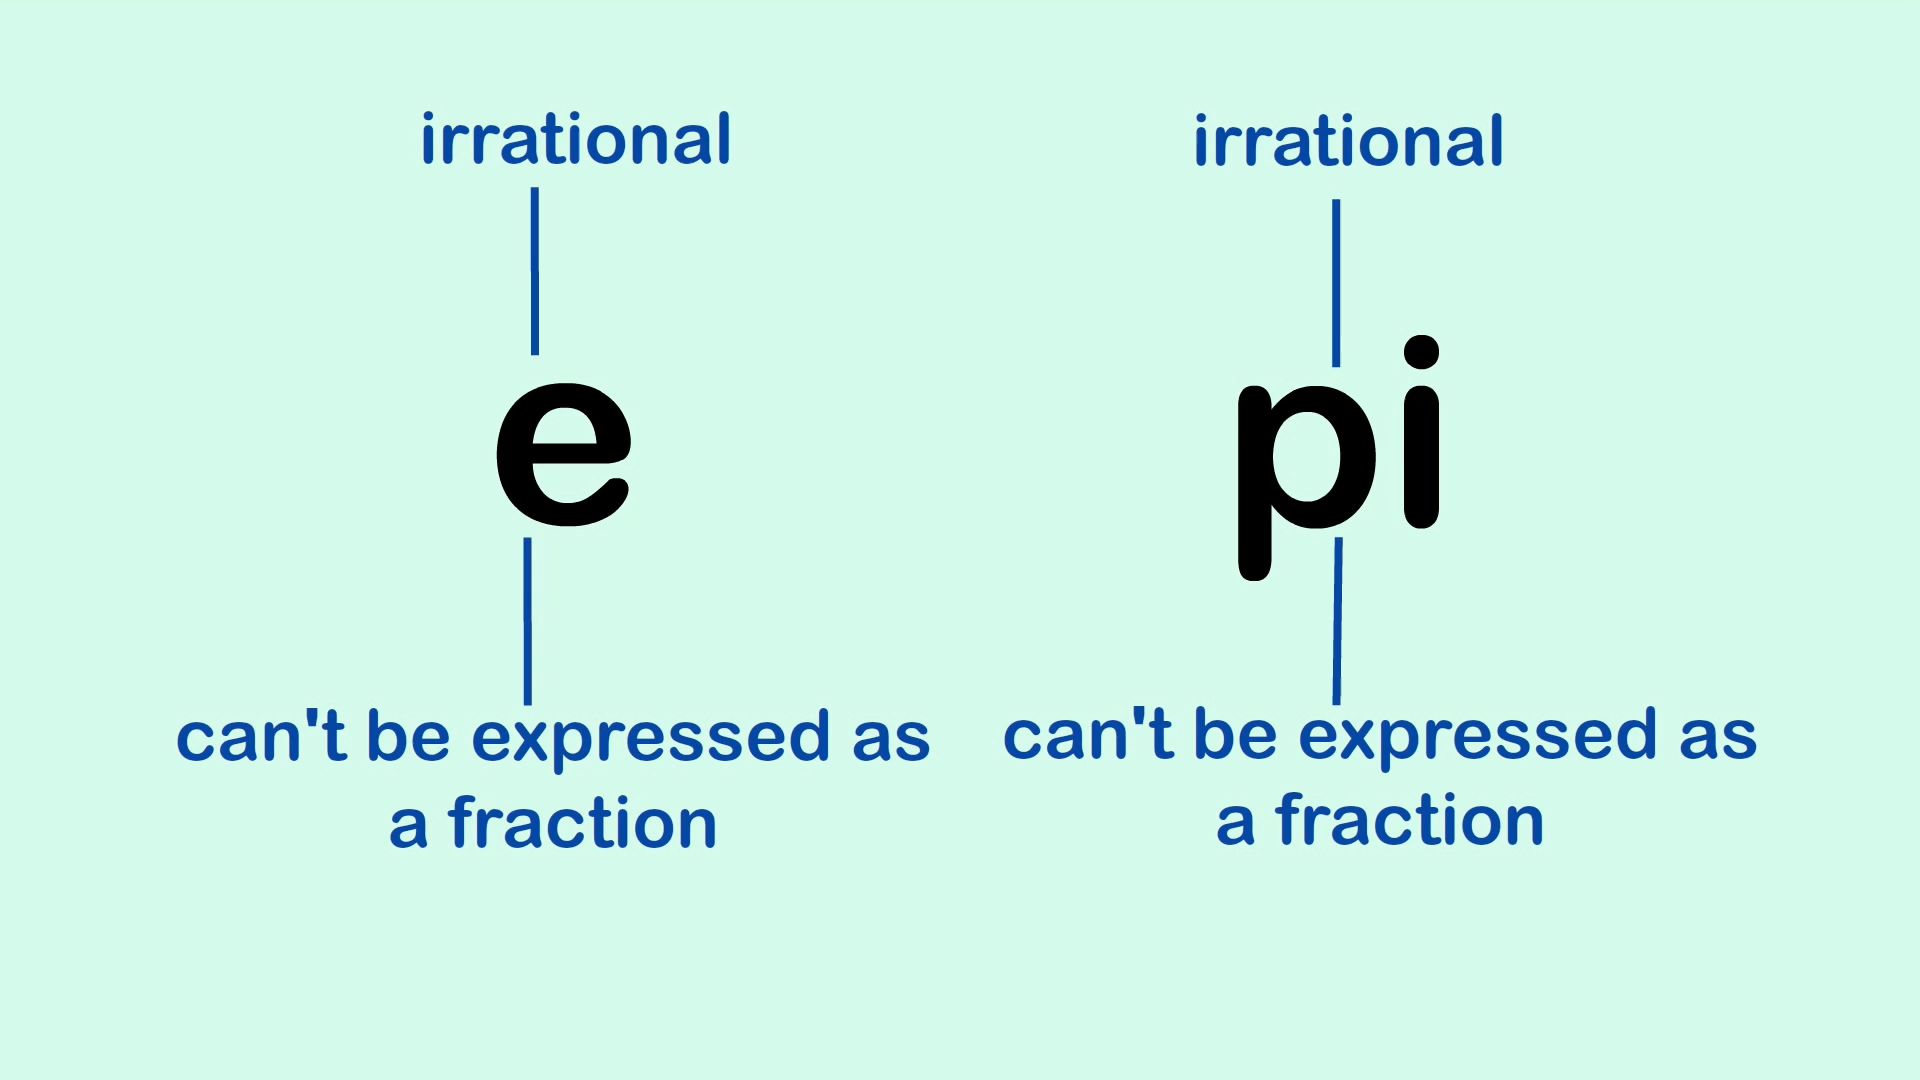 irrational
e
can't be expressed as
a fraction
irrational
pi
can't be expressed as
a fraction